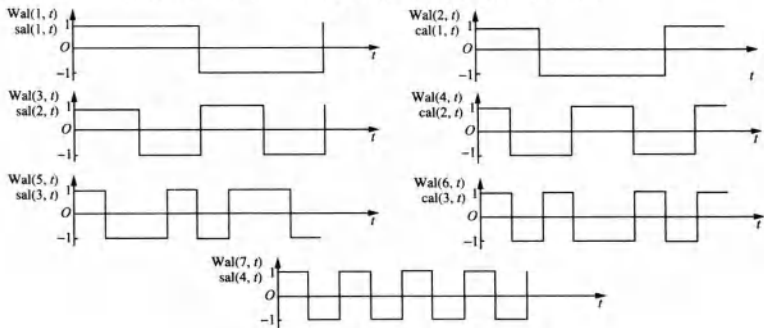 Wal(1, t)
sal(1, t)
1
O
−1
t
Wal(2, t)
cal(1, t)
1
O
−1
t
t
Wal(3, t)
sal(2, t)
1
O
−1
t
Wal(4, t)
cal(2, t)
1
O
−1
t
Wal(5, t)
sal(3, t)
1
O
−1
t
Wal(6, t)
cal(3, t)
1
O
−1
t
Wal(7, t)
sal(4, t)
1
O
−1
t